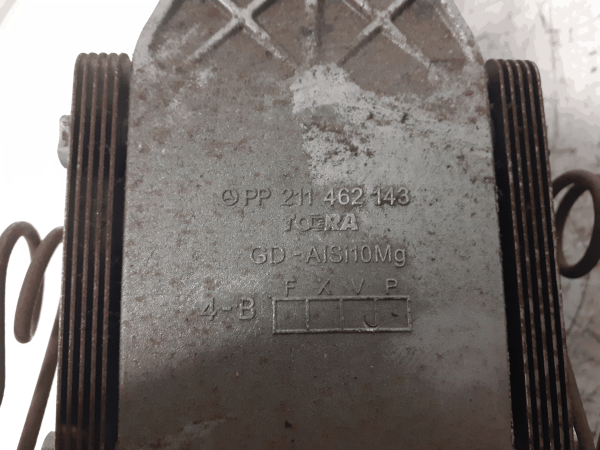 PP 211 462 143
GD-AlSi10Mg
F X V P
4-B